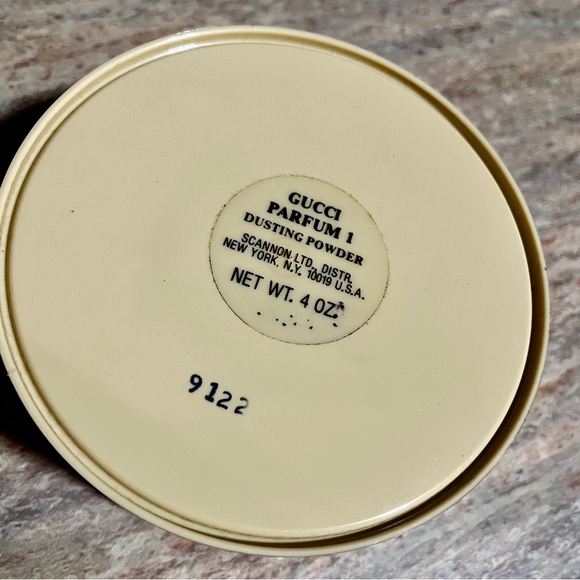 GUCCI
PARFUM 1
DUSTING POWDER
SCANNON LTD., DISTR.
NEW YORK, N.Y. 10019 U.S.A.
NET WT. 4 OZ.
9122